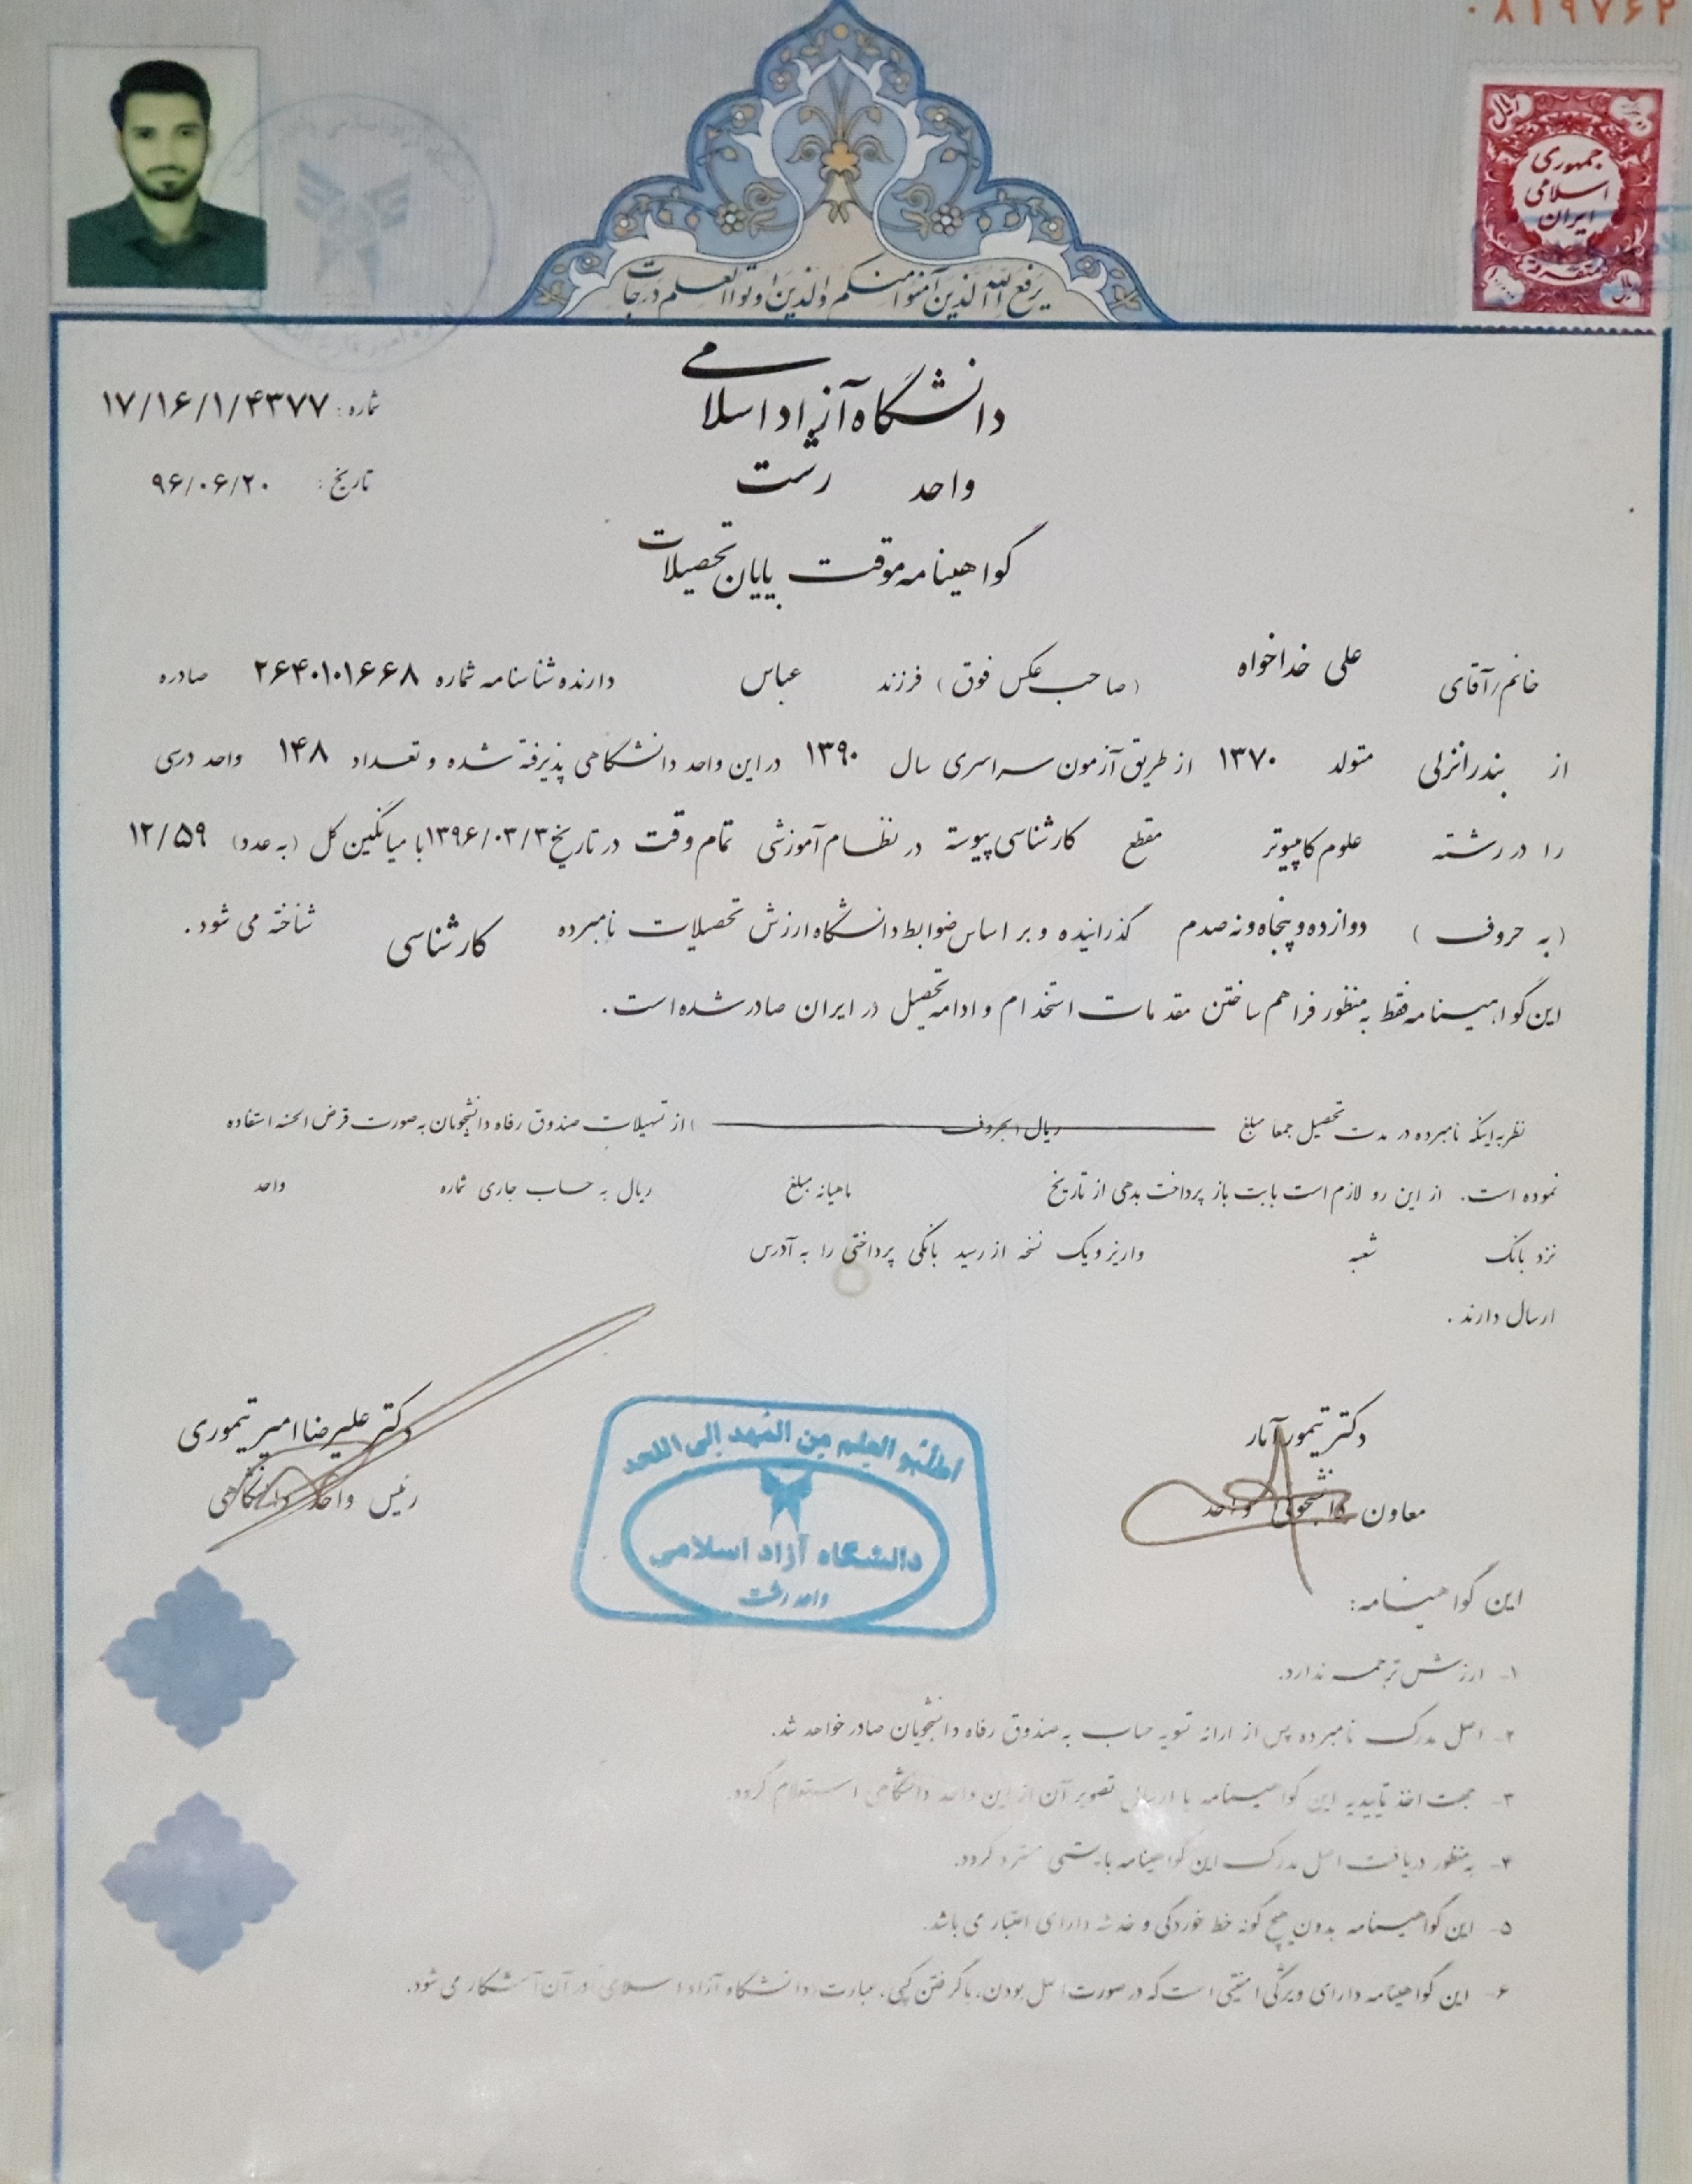 ۰۸۱۹۷۶۲
جمهوری
اسلامی
ایران
متفرقه
ریال
یرفع الله الذین آمنوا منکم والذین اوتوا العلم درجات
دانشگاه آزاد اسلامی
شماره: ۱۷/۱۶/۱/۴۳۷۷
واحد رشت
تاریخ: ۹۶/۰۶/۲۰
گواهینامه موقت پایان تحصیلات
خانم/آقای علی خداخواه (صاحب عکس فوق) فرزند عباس دارنده شناسنامه شماره ۲۶۴۰۱۰۱۶۶۸ صادره
از بندرانزلی متولد ۱۳۷۰ از طریق آزمون سراسری سال ۱۳۹۰ در این واحد دانشگاهی پذیرفته شده و تعداد ۱۴۸ واحد درسی
را در رشته علوم کامپیوتر مقطع کارشناسی پیوسته در نظام آموزشی تمام وقت در تاریخ ۱۳۹۶/۰۳/۳ با میانگین کل (به عدد) ۱۲/۵۹
(به حروف) دوازده و پنجاه و نه صدم گذرانیده و بر اساس ضوابط دانشگاه ارزش تحصیلات نامبرده کارشناسی شناخته می شود.
این گواهینامه فقط به منظور فراهم ساختن مقدمات استخدام و ادامه تحصیل در ایران صادر شده است.
نظر به اینکه نامبرده در مدت تحصیل جمعا مبلغ ریال (بحروف ) از تسهیلات صندوق رفاه دانشجویان به صورت قرض الحسنه استفاده
نموده است. از این رو لازم است بابت باز پرداخت بدهی از تاریخ ماهیانه مبلغ ریال به حساب جاری شماره واحد
نزد بانک شعبه واریز و یک نسخه از رسید بانکی پرداختی را به آدرس
ارسال دارند.
دکتر تیمور آمار
معاون دانشجوئی واحد
اطلبو العلم من المهد الی اللحد
دانشگاه آزاد اسلامی
واحد رشت
دکتر علیرضا امیر تیموری
رئیس واحد دانشگاهی
این گواهینامه:
۱- ارزش ترجمه ندارد.
۲- اصل مدرک نامبرده پس از ارائه تسویه حساب به صندوق رفاه دانشجویان صادر خواهد شد.
۳- جهت اخذ تاییدیه این گواهینامه با ارسال تصویر آن از این واحد دانشگاهی استعلام گردد.
۴- به منظور دریافت اصل مدرک این گواهینامه بایستی مسترد گردد.
۵- این گواهینامه بدون هیچ گونه خط خوردگی و خدشه دارای اعتبار می باشد.
۶- این گواهینامه دارای ویژگی امنیتی است که در صورت اصل بودن، با گرفتن کپی، عبارت (دانشگاه آزاد اسلامی) در آن آشکار می شود.